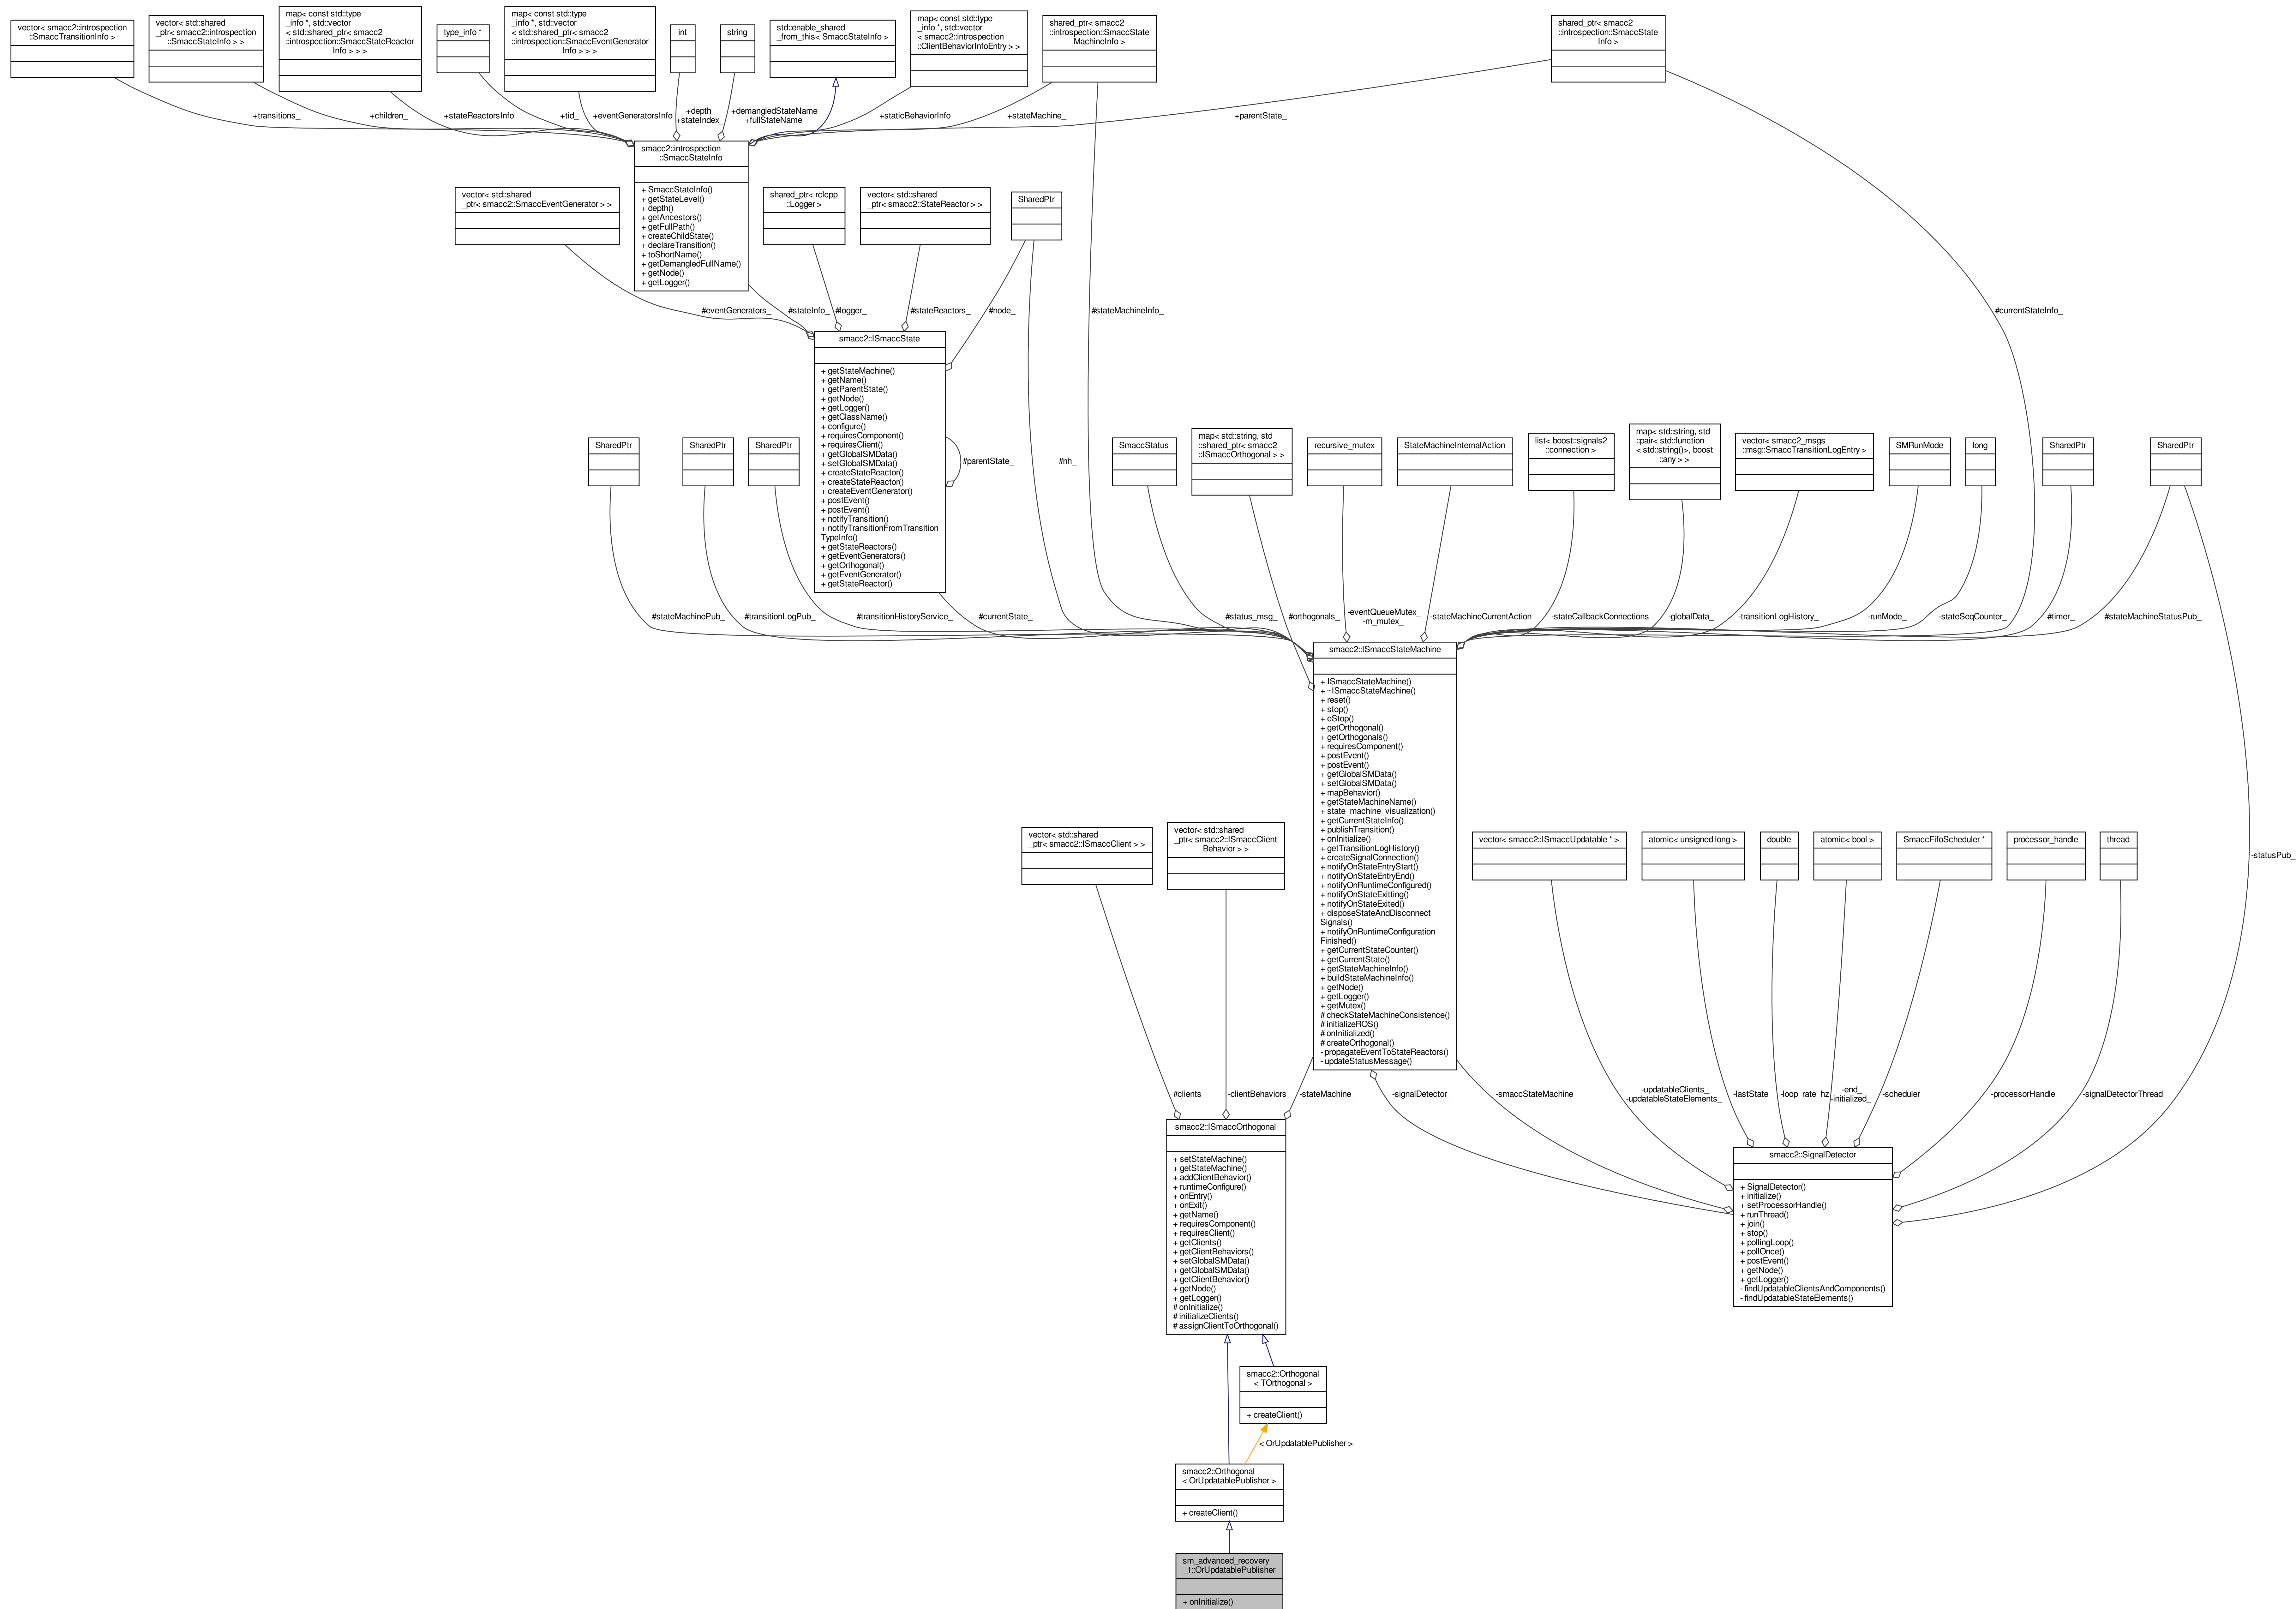 vector< smacc2::introspection
::SmaccTransitionInfo >
vector< std::shared
_ptr< smacc2::introspection
::SmaccStateInfo > >
map< const std::type
_info *, std::vector
< std::shared_ptr< smacc2
::introspection::SmaccStateReactor
Info > > >
type_info *
map< const std::type
_info *, std::vector
< std::shared_ptr< smacc2
::introspection::SmaccEventGenerator
Info > > >
int
string
std::enable_shared
_from_this< SmaccStateInfo >
map< const std::type
_info *, std::vector
< smacc2::introspection
::ClientBehaviorInfoEntry > >
shared_ptr< smacc2
::introspection::SmaccState
MachineInfo >
shared_ptr< smacc2
::introspection::SmaccState
Info >
+transitions_
+children_
+stateReactorsInfo
+tid_
+eventGeneratorsInfo
+depth_
+stateIndex_
+demangledStateName
+fullStateName
+staticBehaviorInfo
+stateMachine_
+parentState_
smacc2::introspection
::SmaccStateInfo
+ SmaccStateInfo()
+ getStateLevel()
+ depth()
+ getAncestors()
+ getFullPath()
+ createChildState()
+ declareTransition()
+ toShortName()
+ getDemangledFullName()
+ getNode()
+ getLogger()
vector< std::shared
_ptr< smacc2::SmaccEventGenerator > >
shared_ptr< rclcpp
::Logger >
vector< std::shared
_ptr< smacc2::StateReactor > >
SharedPtr
#eventGenerators_
#stateInfo_
#logger_
#stateReactors_
#node_
#stateMachineInfo_
#currentStateInfo_
smacc2::ISmaccState
+ getStateMachine()
+ getName()
+ getParentState()
+ getNode()
+ getLogger()
+ getClassName()
+ configure()
+ requiresComponent()
+ requiresClient()
+ getGlobalSMData()
+ setGlobalSMData()
+ createStateReactor()
+ createStateReactor()
+ createEventGenerator()
+ postEvent()
+ postEvent()
+ notifyTransition()
+ notifyTransitionFromTransition
TypeInfo()
+ getStateReactors()
+ getEventGenerators()
+ getOrthogonal()
+ getEventGenerator()
+ getStateReactor()
#parentState_
#nh_
SharedPtr
SharedPtr
SharedPtr
SmaccStatus
map< std::string, std
::shared_ptr< smacc2
::ISmaccOrthogonal > >
recursive_mutex
StateMachineInternalAction
list< boost::signals2
::connection >
map< std::string, std
::pair< std::function
< std::string()>, boost
::any > >
vector< smacc2_msgs
::msg::SmaccTransitionLogEntry >
SMRunMode
long
SharedPtr
SharedPtr
#stateMachinePub_
#transitionLogPub_
#transitionHistoryService_
#currentState_
#status_msg_
#orthogonals_
-eventQueueMutex_
-m_mutex_
-stateMachineCurrentAction
-stateCallbackConnections
-globalData_
-transitionLogHistory_
-runMode_
-stateSeqCounter_
#timer_
#stateMachineStatusPub_
smacc2::ISmaccStateMachine
+ ISmaccStateMachine()
+ ~ISmaccStateMachine()
+ reset()
+ stop()
+ eStop()
+ getOrthogonal()
+ getOrthogonals()
+ requiresComponent()
+ postEvent()
+ postEvent()
+ getGlobalSMData()
+ setGlobalSMData()
+ mapBehavior()
+ getStateMachineName()
+ state_machine_visualization()
+ getCurrentStateInfo()
+ publishTransition()
+ onInitialize()
+ getTransitionLogHistory()
+ createSignalConnection()
+ notifyOnStateEntryStart()
+ notifyOnStateEntryEnd()
+ notifyOnRuntimeConfigured()
+ notifyOnStateExitting()
+ notifyOnStateExited()
+ disposeStateAndDisconnect
Signals()
+ notifyOnRuntimeConfiguration
Finished()
+ getCurrentStateCounter()
+ getCurrentState()
+ getStateMachineInfo()
+ buildStateMachineInfo()
+ getNode()
+ getLogger()
+ getMutex()
# checkStateMachineConsistence()
# initializeROS()
# onInitialized()
# createOrthogonal()
- propagateEventToStateReactors()
- updateStatusMessage()
vector< std::shared
_ptr< smacc2::ISmaccClient > >
vector< std::shared
_ptr< smacc2::ISmaccClient
Behavior > >
vector< smacc2::ISmaccUpdatable * >
atomic< unsigned long >
double
atomic< bool >
SmaccFifoScheduler *
processor_handle
thread
-statusPub_
#clients_
-clientBehaviors_
-stateMachine_
-signalDetector_
-smaccStateMachine_
-updatableClients_
-updatableStateElements_
-lastState_
-loop_rate_hz
-end_
-initialized_
-scheduler_
-processorHandle_
-signalDetectorThread_
smacc2::ISmaccOrthogonal
+ setStateMachine()
+ getStateMachine()
+ addClientBehavior()
+ runtimeConfigure()
+ onEntry()
+ onExit()
+ getName()
+ requiresComponent()
+ requiresClient()
+ getClients()
+ getClientBehaviors()
+ setGlobalSMData()
+ getGlobalSMData()
+ getClientBehavior()
+ getNode()
+ getLogger()
# onInitialize()
# initializeClients()
# assignClientToOrthogonal()
smacc2::SignalDetector
+ SignalDetector()
+ initialize()
+ setProcessorHandle()
+ runThread()
+ join()
+ stop()
+ pollingLoop()
+ pollOnce()
+ postEvent()
+ getNode()
+ getLogger()
- findUpdatableClientsAndComponents()
- findUpdatableStateElements()
smacc2::Orthogonal
< TOrthogonal >
+ createClient()
< OrUpdatablePublisher >
smacc2::Orthogonal
< OrUpdatablePublisher >
+ createClient()
sm_advanced_recovery
_1::OrUpdatablePublisher
+ onInitialize()